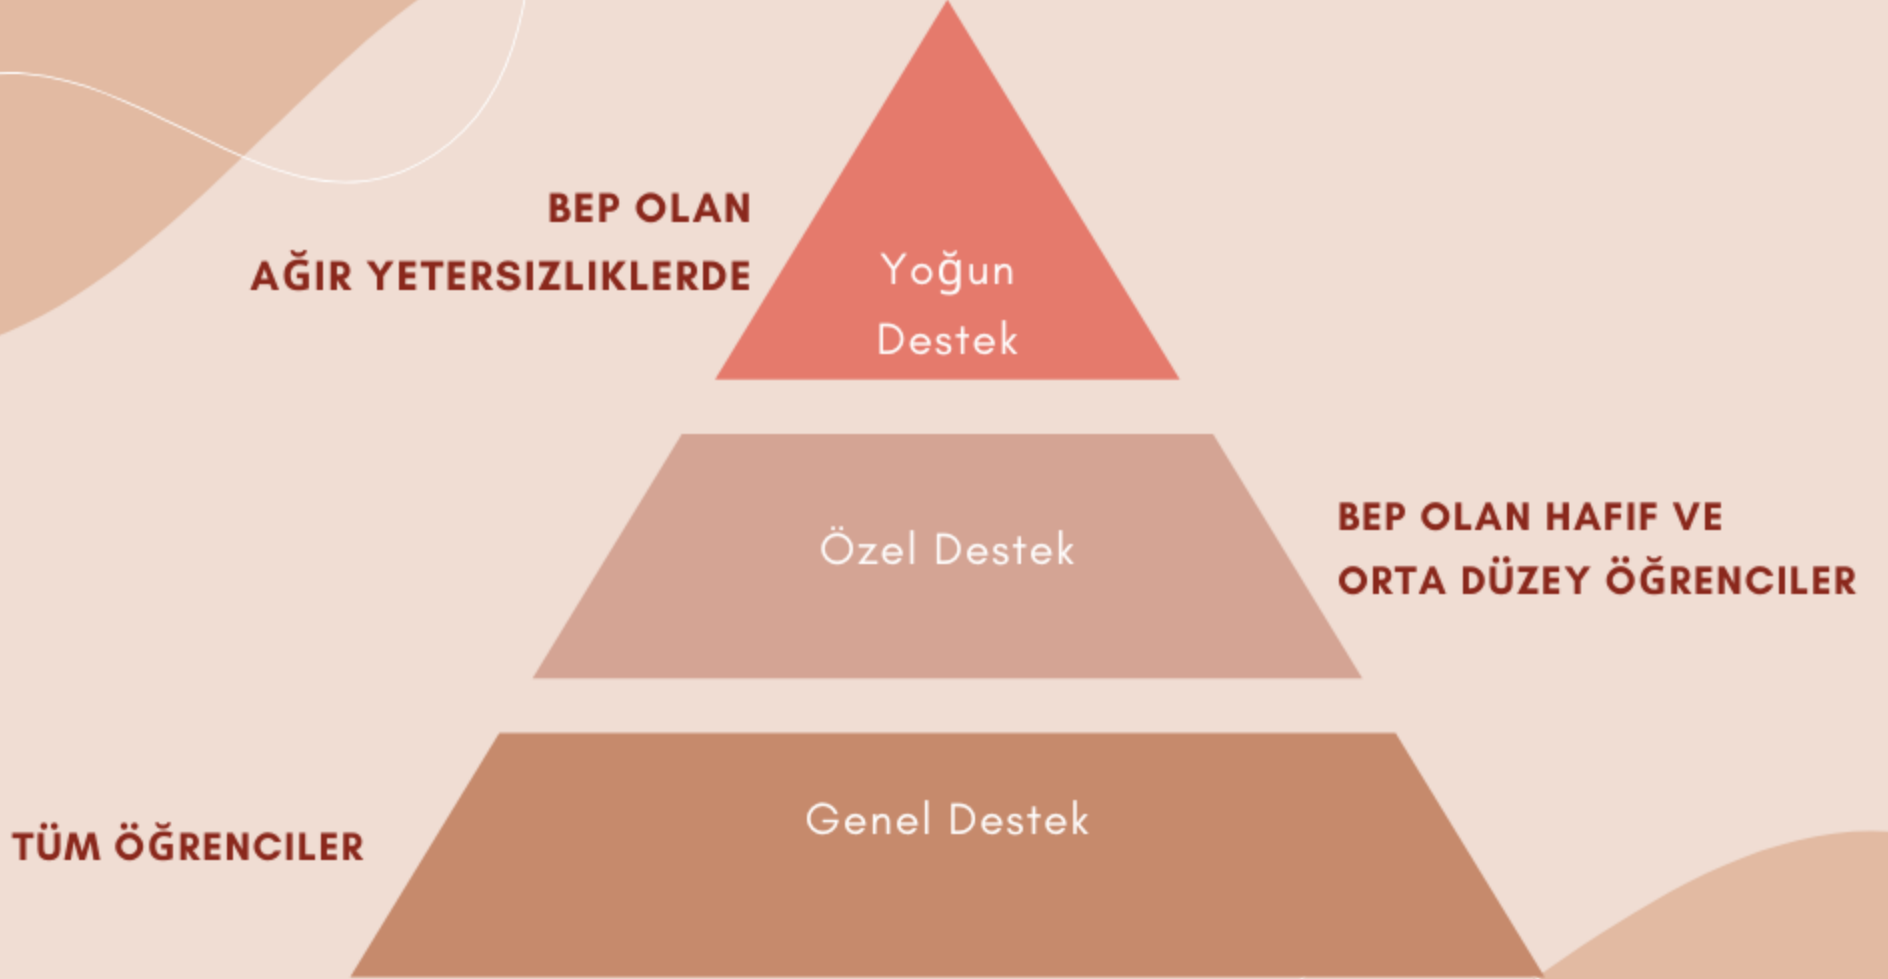 BEP OLAN
AĞIR YETERSIZLIKLERDE
Yoğun
Destek
Özel Destek
BEP OLAN HAFIF VE
ORTA DÜZEY ÖĞRENCILER
Genel Destek
TÜM ÖĞRENCILER